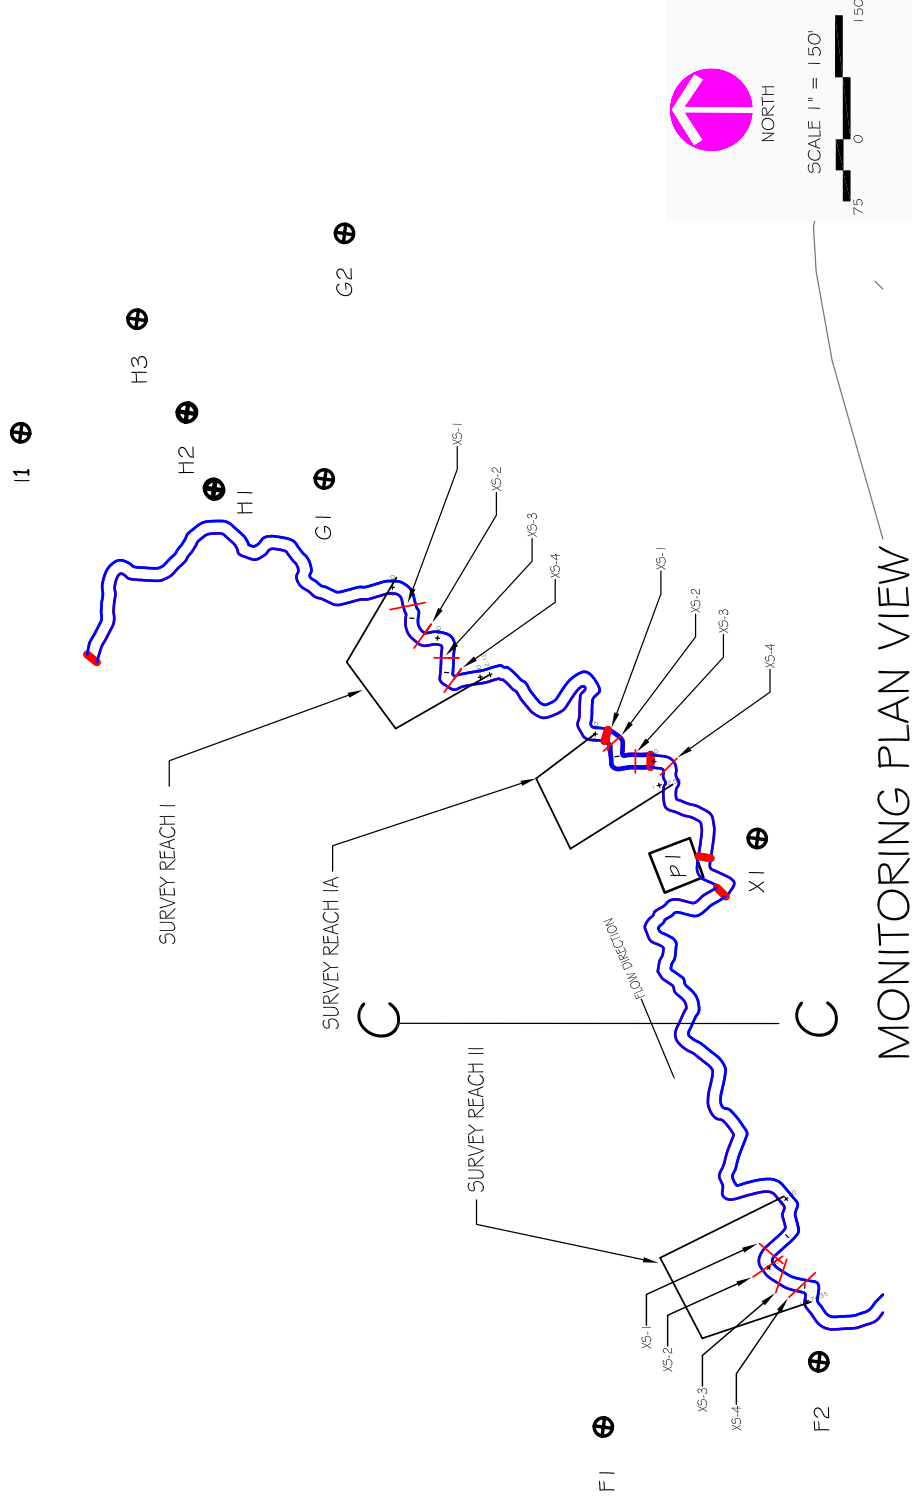 I1
H3
H2
H1
G2
G1
XS-1
XS-2
XS-3
XS-4
SURVEY REACH I
XS-1
XS-2
XS-3
XS-4
SURVEY REACH IA
P1
X1
FLOW DIRECTION
C
C
SURVEY REACH II
XS-1
XS-2
XS-3
XS-4
F1
F2
NORTH
SCALE 1" = 150'
75
0
150
MONITORING PLAN VIEW